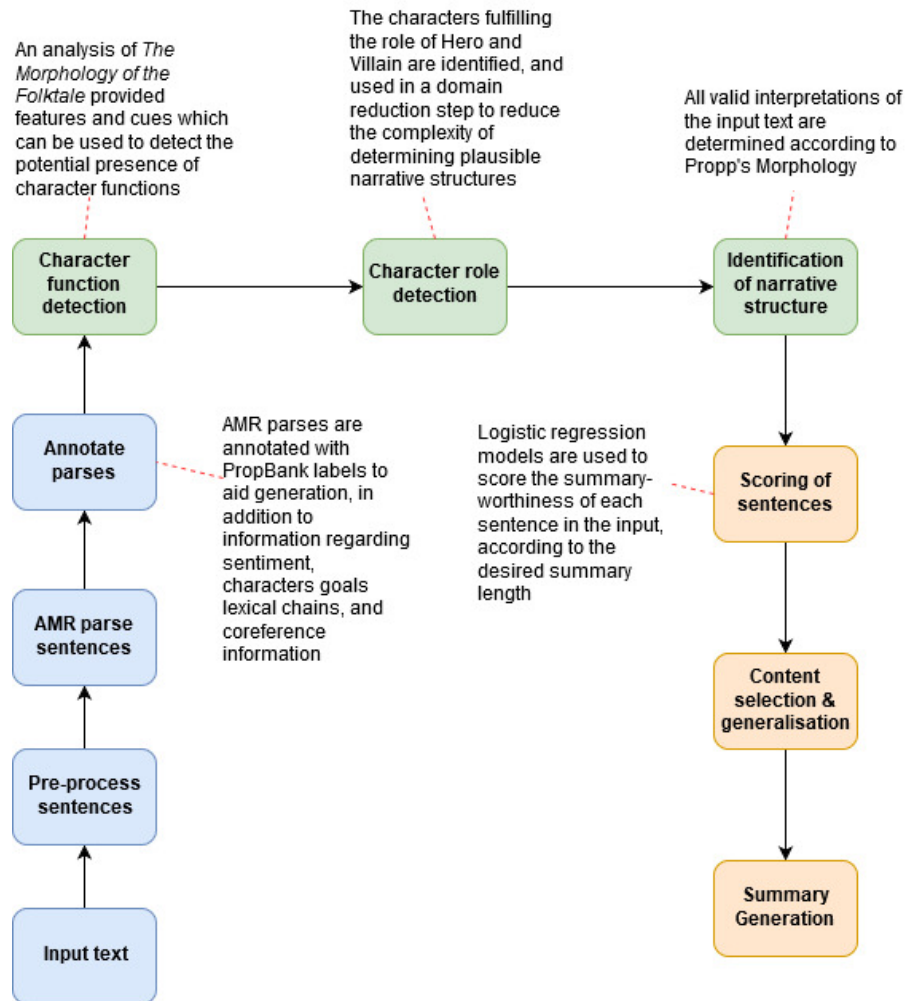 An analysis of The
Morphology of the
Folktale provided
features and cues which
can be used to detect the
potential presence of
character functions
The characters fulfilling
the role of Hero and
Villain are identified, and
used in a domain
reduction step to reduce
the complexity of
determining plausible
narrative structures
All valid interpretations of
the input text are
determined according to
Propp's Morphology
Character
function
detection
Character role
detection
Identification
of narrative
structure
Annotate
parses
AMR parses are
annotated with
PropBank labels to
aid generation, in
addition to
information regarding
sentiment,
characters goals
lexical chains, and
coreference
information
Logistic regression
models are used to
score the summary-
worthiness of each
sentence in the input,
according to the
desired summary
length
Scoring of
sentences
AMR parse
sentences
Content
selection &
generalisation
Pre-process
sentences
Summary
Generation
Input text